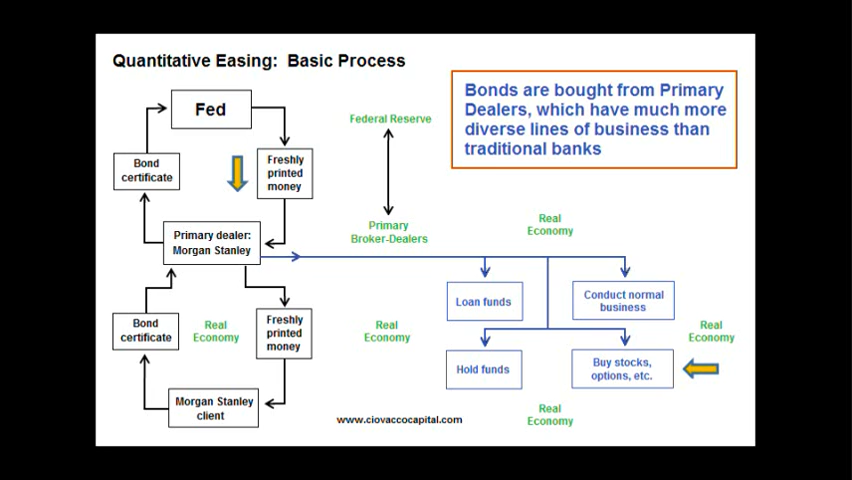 Quantitative Easing: Basic Process
Bonds are bought from Primary
Dealers, which have much more
diverse lines of business than
traditional banks
Fed
Federal Reserve
Bond
certificate
Freshly
printed
money
Primary dealer:
Morgan Stanley
Primary
Broker-Dealers
Real
Economy
Loan funds
Conduct normal
business
Bond
certificate
Real
Economy
Freshly
printed
money
Real
Economy
Real
Economy
Hold funds
Buy stocks,
options, etc.
Morgan Stanley
client
www.ciovaccocapital.com
Real
Economy